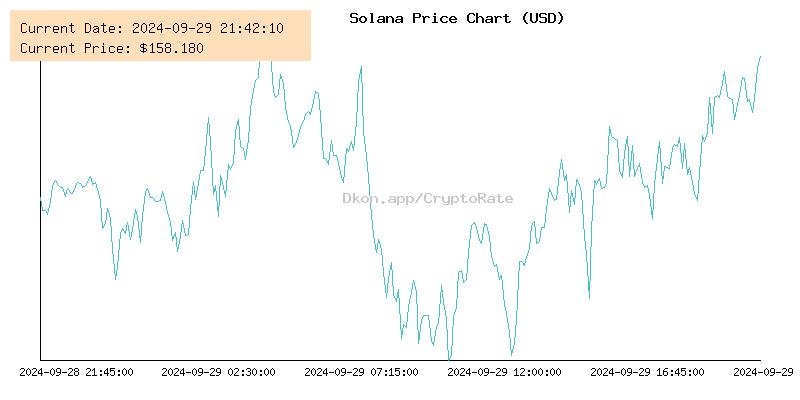 Solana Price Chart (USD)
Current Date: 2024-09-29 21:42:10
Current Price: $158.180
Dkon.app/CryptoRate
2024-09-28 21:45:00
2024-09-29 02:30:00
2024-09-29 07:15:00
2024-09-29 12:00:00
2024-09-29 16:45:00
2024-09-29